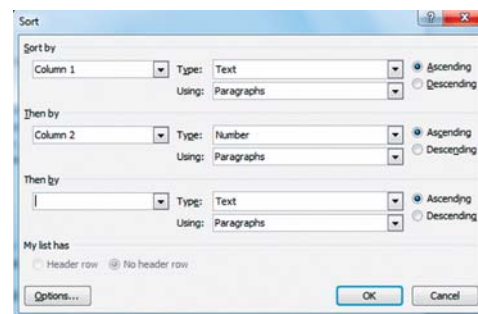 Sort
Sort by
Column 1 Type: Text Ascending
Using: Paragraphs Descending
Then by
Column 2 Type: Number Ascending
Using: Paragraphs Descending
Then by
Type: Text Ascending
Using: Paragraphs Descending
My list has
Header row No header row
Options... OK Cancel